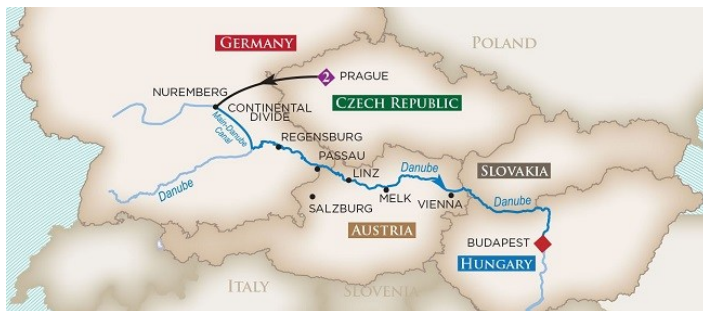 GERMANY
POLAND
2
PRAGUE
NUREMBERG
CZECH REPUBLIC
CONTINENTAL
DIVIDE
Main-Danube
Canal
REGENSBURG
PASSAU
LINZ
Danube
SLOVAKIA
Danube
MELK
VIENNA
Danube
SALZBURG
AUSTRIA
BUDAPEST
HUNGARY
ITALY
SLOVENIA